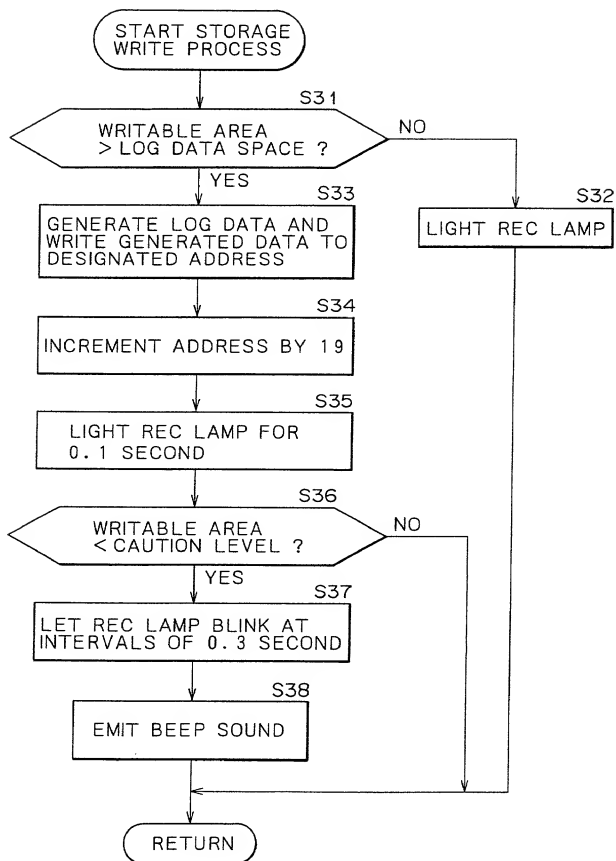 START STORAGE
WRITE PROCESS
S31
WRITABLE AREA
> LOG DATA SPACE ?
NO
YES
S32
LIGHT REC LAMP
S33
GENERATE LOG DATA AND
WRITE GENERATED DATA TO
DESIGNATED ADDRESS
S34
INCREMENT ADDRESS BY 19
S35
LIGHT REC LAMP FOR
0.1 SECOND
S36
WRITABLE AREA
< CAUTION LEVEL ?
NO
YES
S37
LET REC LAMP BLINK AT
INTERVALS OF 0.3 SECOND
S38
EMIT BEEP SOUND
RETURN